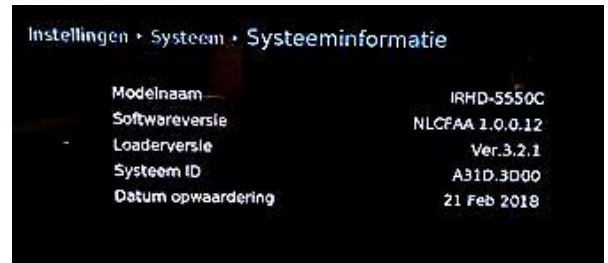 Instellingen • Systeem • Systeeminformatie
Modelnaam IRHD-5550C
Softwareversie NLCFAA 1.0.0.12
Loaderversie Ver.3.2.1
Systeem ID A31D.3D00
Datum opwaardering 21 Feb 2018